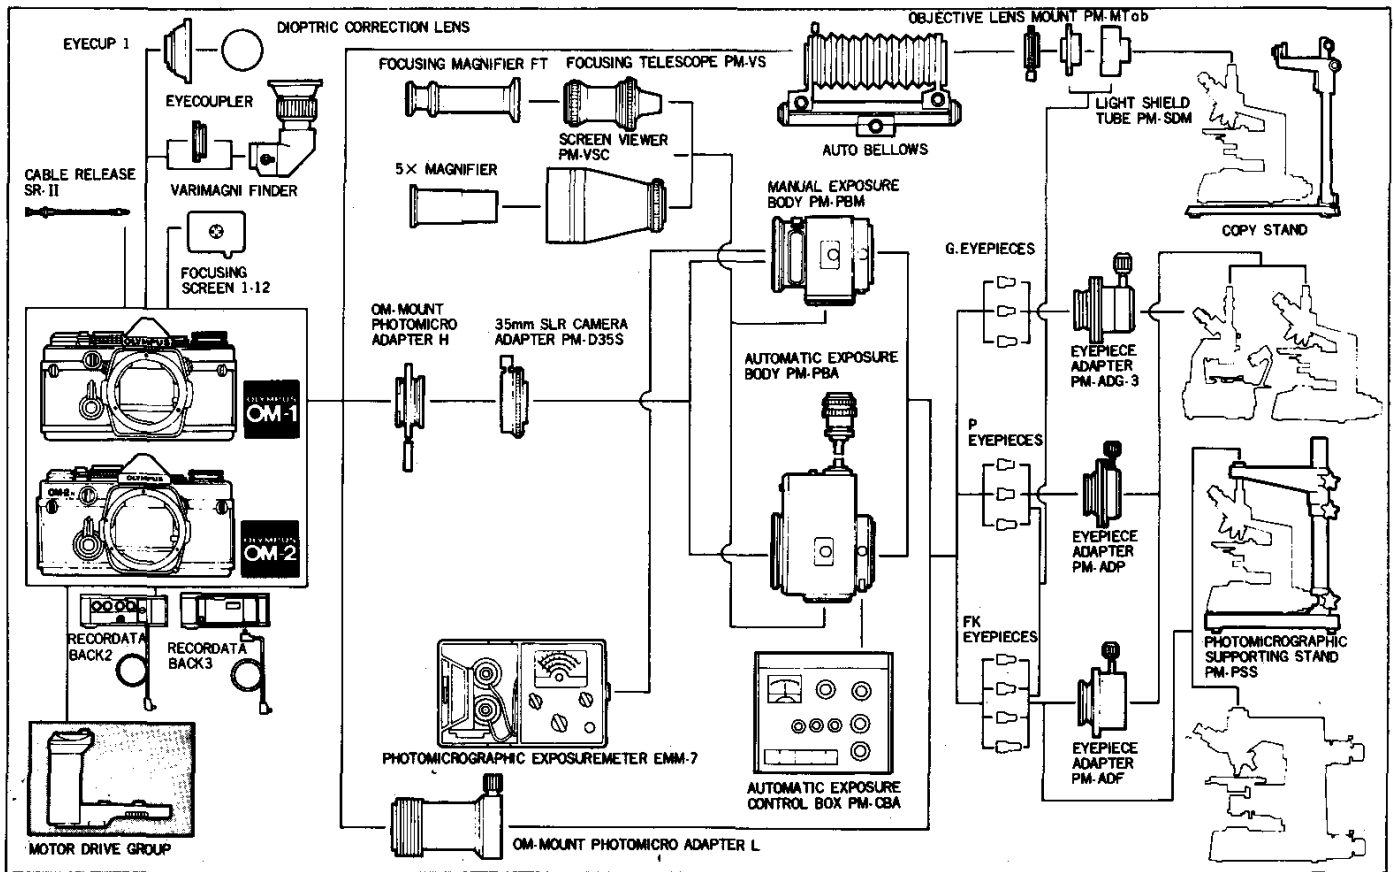 DIOPTRIC CORRECTION LENS
EYECUP 1
EYECOUPLER
VARIMAGNI FINDER
CABLE RELEASE
SR-II
FOCUSING
SCREEN 1-12
OLYMPUS
OLYMPUS
OM-1
OLYMPUS
OM-2
OLYMPUS
OM-2
RECORDATA
BACK2
RECORDATA
BACK3
MOTOR DRIVE GROUP
FOCUSING MAGNIFIER FT
FOCUSING TELESCOPE PM-VS
SCREEN VIEWER
PM-VSC
5× MAGNIFIER
OM-MOUNT
PHOTOMICRO
ADAPTER H
35mm SLR CAMERA
ADAPTER PM-D35S
PHOTOMICROGRAPHIC EXPOSUREMETER EMM-7
OM-MOUNT PHOTOMICRO ADAPTER L
AUTO BELLOWS
MANUAL EXPOSURE
BODY PM-PBM
AUTOMATIC EXPOSURE
BODY PM-PBA
AUTOMATIC EXPOSURE
CONTROL BOX PM-CBA
OBJECTIVE LENS MOUNT PM-MTob
LIGHT SHIELD
TUBE PM-SDM
COPY STAND
G.EYEPIECES
EYEPIECE
ADAPTER
PM-ADG-3
P
EYEPIECES
EYEPIECE
ADAPTER
PM-ADP
FK
EYEPIECES
EYEPIECE
ADAPTER
PM-ADF
PHOTOMICROGRAPHIC
SUPPORTING STAND
PM-PSS